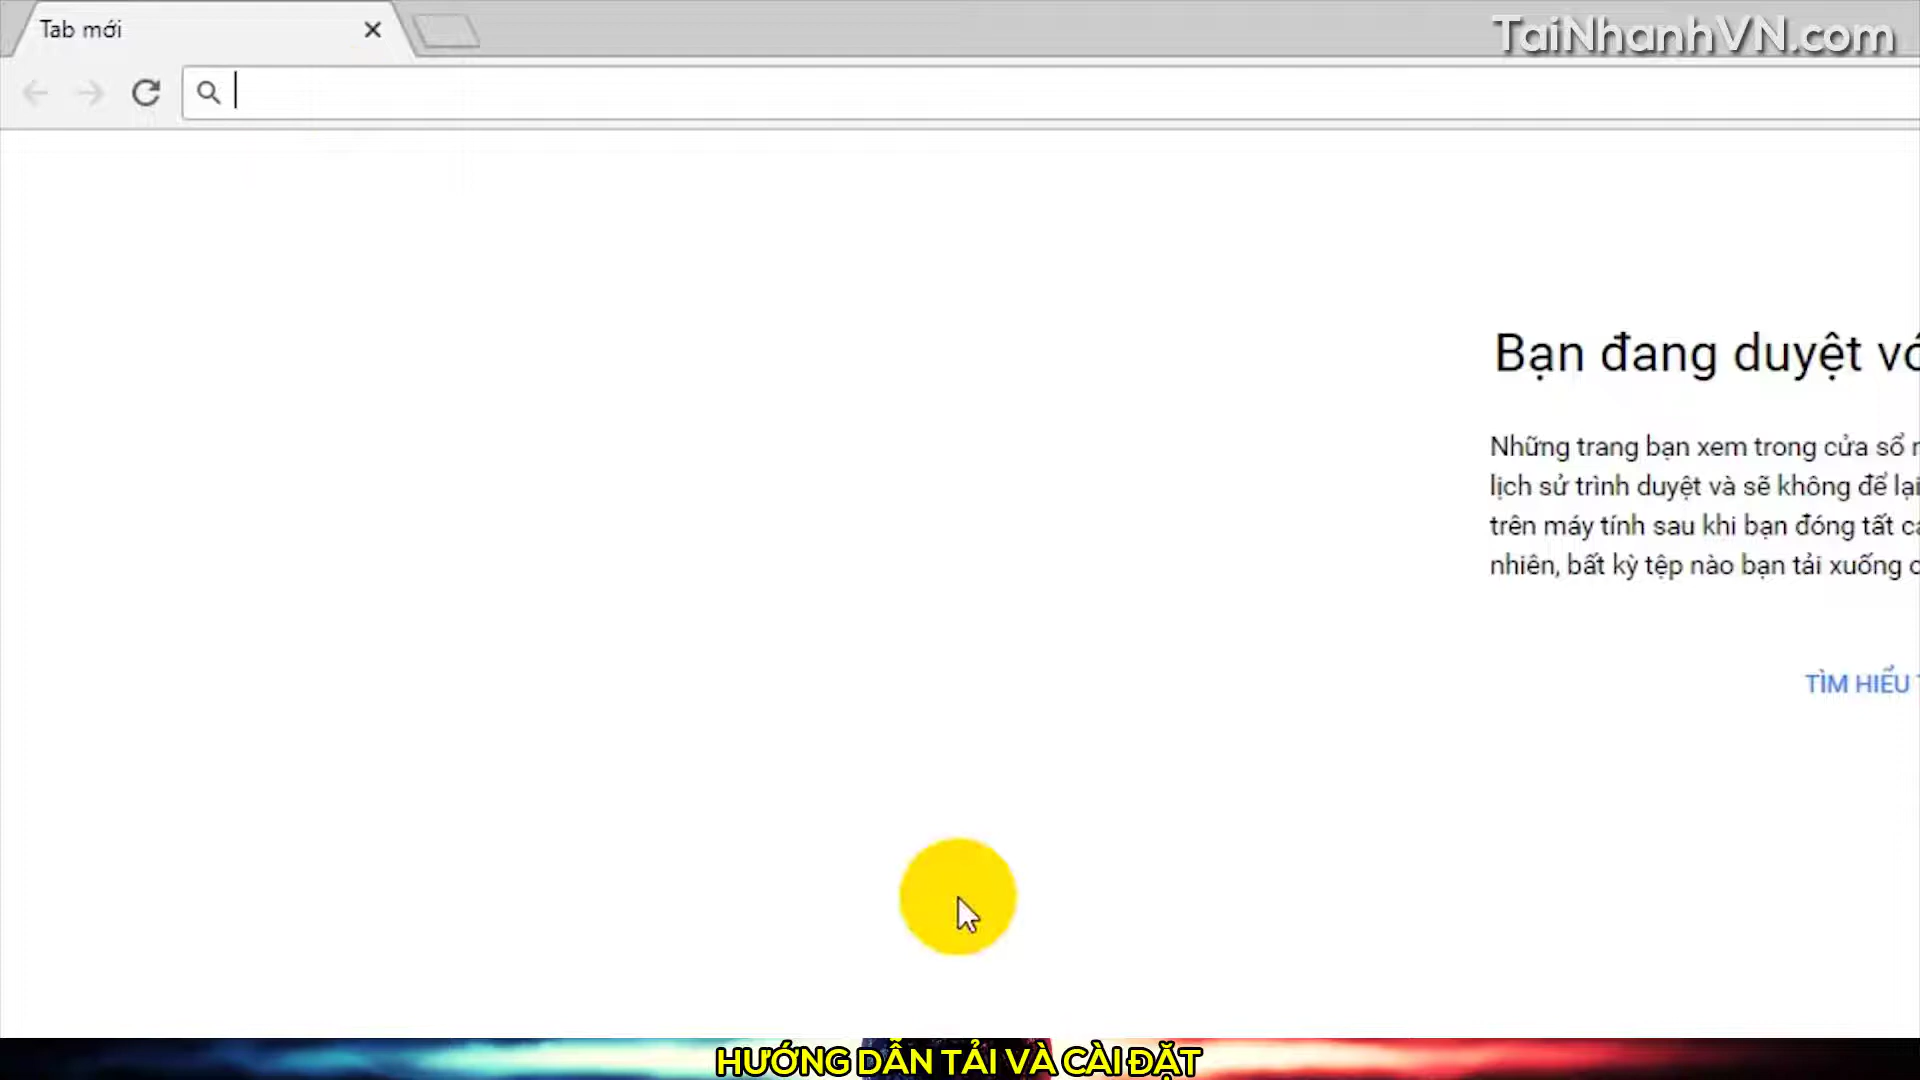 Tab mới
TaiNhanhVN.com
Bạn đang duyệt
Những trang bạn xem trong cửa sổ
lịch sử trình duyệt và sẽ không để lại
trên máy tính sau khi bạn đóng tất
nhiên, bất kỳ tệp nào bạn tải xuống
TÌM HIỂU
HƯỚNG DẪN TẢI VÀ CÀI ĐẶT